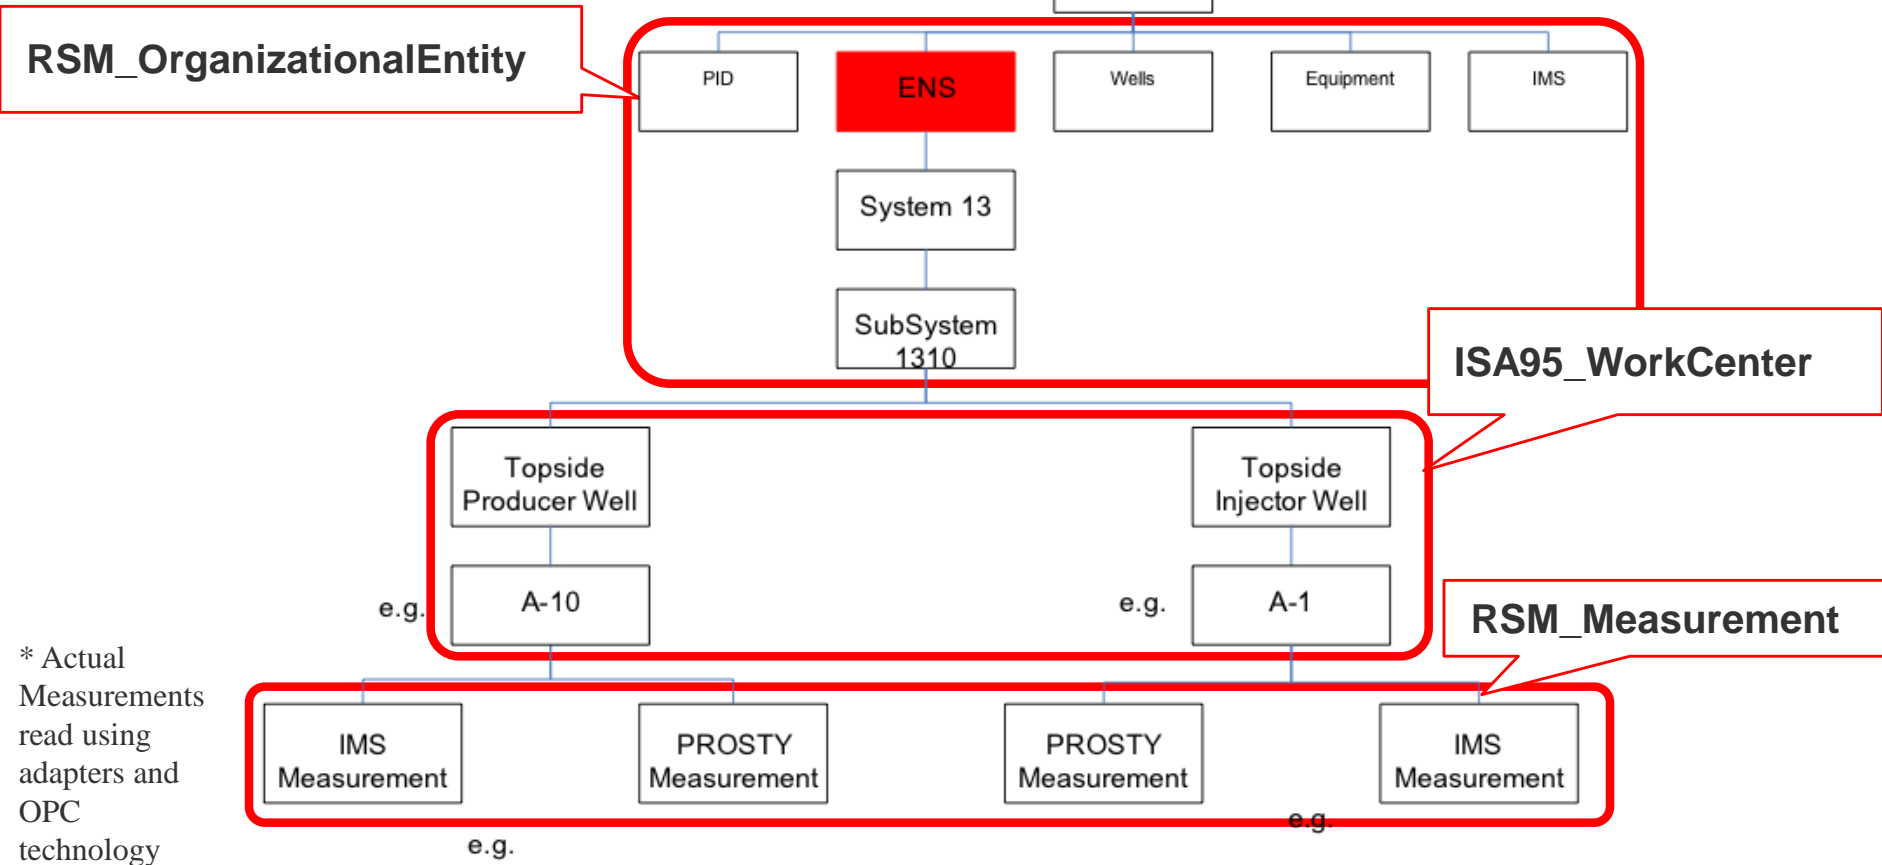 RSM_OrganizationalEntity
PID
ENS
Wells
Equipment
IMS
System 13
SubSystem
1310
ISA95_WorkCenter
Topside
Producer Well
Topside
Injector Well
e.g.
A-10
e.g.
A-1
RSM_Measurement
* Actual
Measurements
read using
adapters and
OPC
technology
IMS
Measurement
PROSTY
Measurement
PROSTY
Measurement
IMS
Measurement
e.g.
e.g.